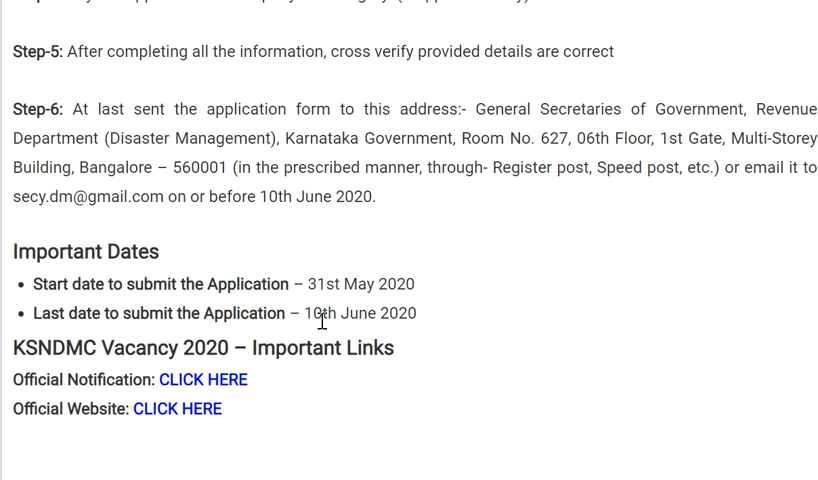 Step-5: After completing all the information, cross verify provided details are correct
Step-6: At last sent the application form to this address:- General Secretaries of Government, Revenue
Department (Disaster Management), Karnataka Government, Room No. 627, 06th Floor, 1st Gate, Multi-Storey
Building, Bangalore – 560001 (in the prescribed manner, through- Register post, Speed post, etc.) or email it to
secy.dm@gmail.com on or before 10th June 2020.
Important Dates
• Start date to submit the Application – 31st May 2020
• Last date to submit the Application – 10th June 2020
KSNDMC Vacancy 2020 – Important Links
Official Notification: CLICK HERE
Official Website: CLICK HERE